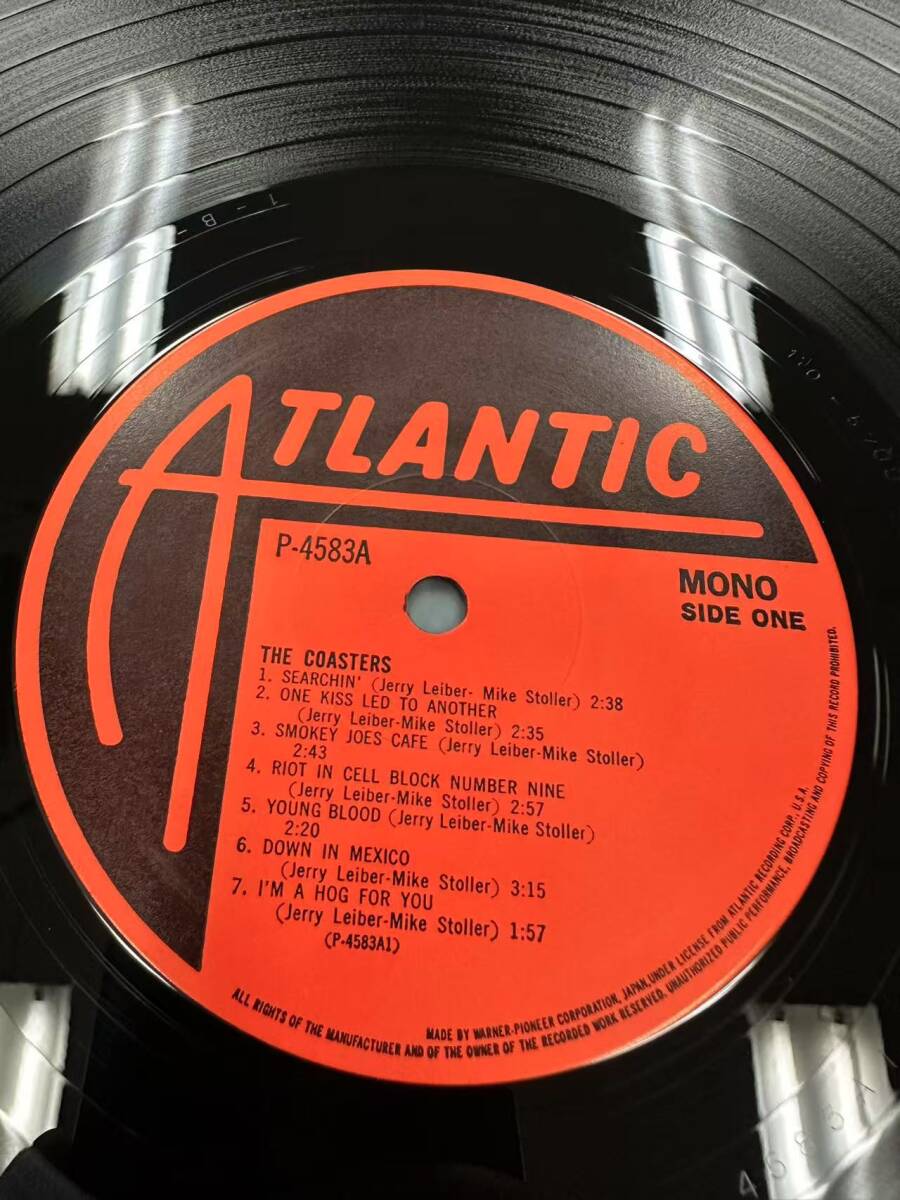 1 - B -
ATLANTIC
P-4583A
MONO
SIDE ONE
THE COASTERS
1. SEARCHIN' (Jerry Leiber- Mike Stoller) 2:38
2. ONE KISS LED TO ANOTHER
(Jerry Leiber-Mike Stoller) 2:35
3. SMOKEY JOES CAFE (Jerry Leiber-Mike Stoller)
2:43
4. RIOT IN CELL BLOCK NUMBER NINE
(Jerry Leiber-Mike Stoller) 2:57
5. YOUNG BLOOD (Jerry Leiber-Mike Stoller)
2:20
6. DOWN IN MEXICO
(Jerry Leiber-Mike Stoller) 3:15
7. I'M A HOG FOR YOU
(Jerry Leiber-Mike Stoller) 1:57
(P-4583A1)
MADE BY WARNER-PIONEER CORPORATION, JAPAN, UNDER LICENSE FROM ATLANTIC RECORDING CORP., U.S.A.
ALL RIGHTS OF THE MANUFACTURER AND OF THE OWNER OF THE RECORDED WORK RESERVED. UNAUTHORIZED PUBLIC PERFORMANCE, BROADCASTING AND COPYING OF THIS RECORD PROHIBITED.
4583A